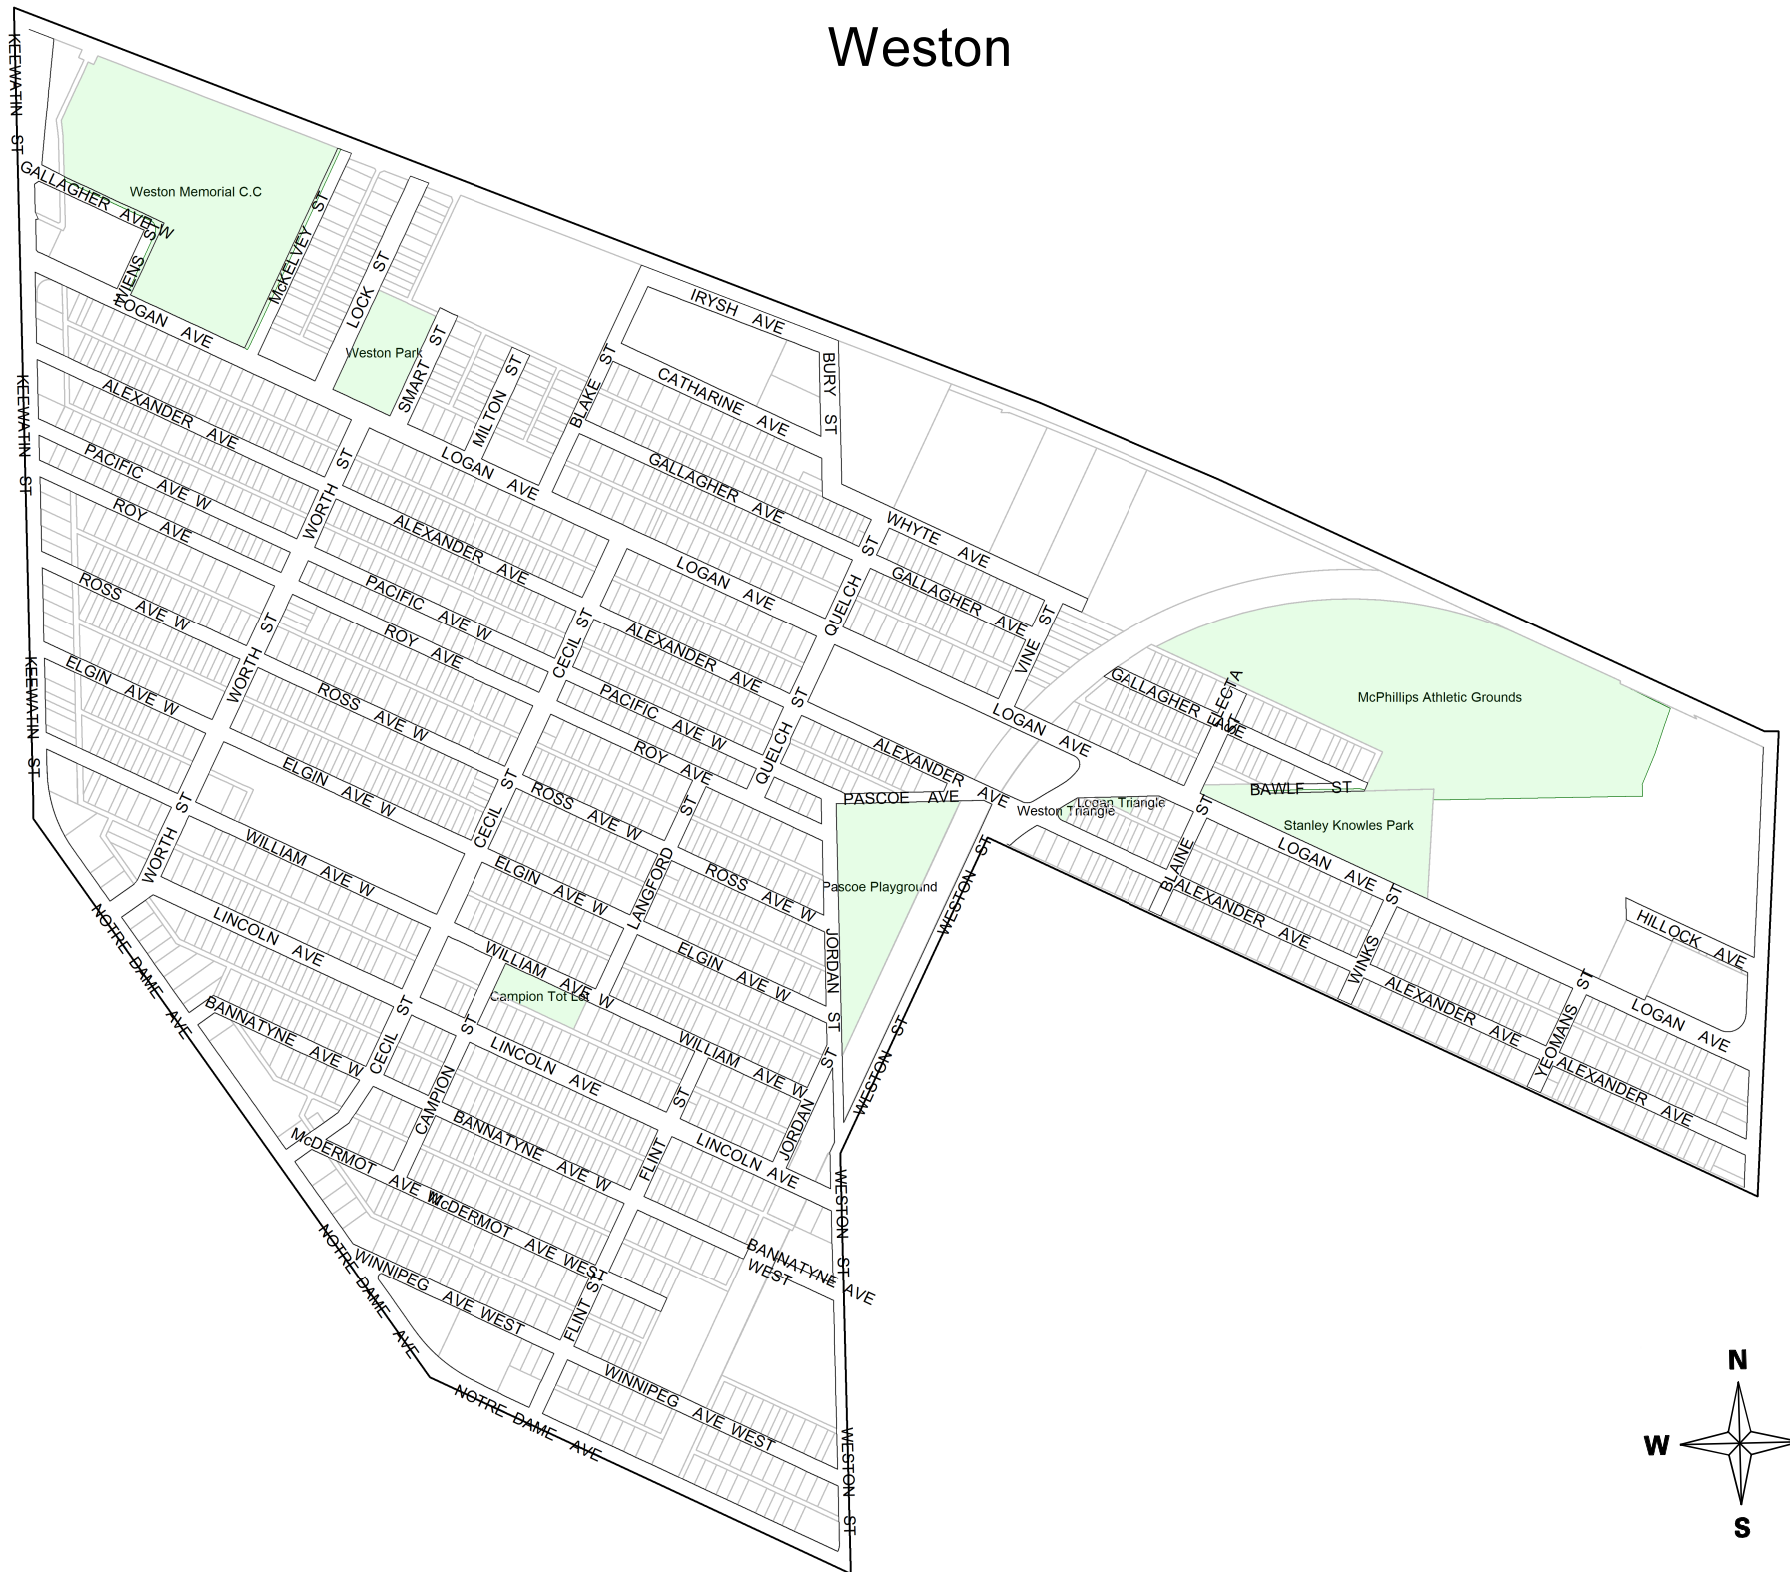 Weston
KEEWATIN ST
GALLAGHER AVE W
Weston Memorial C.C
WIENS ST
McKELVEY ST
LOCK ST
LOGAN AVE
Weston Park
SMART ST
MILTON ST
BLAKE ST
IRYSH AVE
BURY ST
CATHARINE AVE
KEEWATIN ST
ALEXANDER AVE
PACIFIC AVE W
ROY AVE
WORTH ST
LOGAN AVE
GALLAGHER AVE
WHYTE AVE
ALEXANDER AVE
LOGAN AVE
QUELCH ST
GALLAGHER AVE
VINE ST
ROSS AVE W
WORTH ST
PACIFIC AVE W
ROY AVE
CECIL ST
ALEXANDER AVE
KEEWATIN ST
ELGIN AVE W
ROSS AVE W
PACIFIC AVE W
QUELCH ST
LOGAN AVE
GALLAGHER AVE
ELECTA ST
McPhillips Athletic Grounds
ROY AVE
ALEXANDER AVE
PASCOE AVE
Weston Triangle
Logan Triangle
BAWLF ST
Stanley Knowles Park
ELGIN AVE W
CECIL ST
ROSS AVE W
LANGFORD ST
WORTH ST
WILLIAM AVE W
ELGIN AVE W
ROSS AVE W
Pascoe Playground
WESTON ST
BLAINE ST
LOGAN AVE
ALEXANDER AVE
WINKS ST
HILLOCK AVE
NOTRE DAME AVE
LINCOLN AVE
WILLIAM AVE W
Campion Tot Lot
ELGIN AVE W
JORDAN ST
ALEXANDER AVE
YEOMANS ST
LOGAN AVE
BANNATYNE AVE W
CECIL ST
CAMPION ST
LINCOLN AVE
WILLIAM AVE W
JORDAN ST
WESTON ST
ALEXANDER AVE
McDERMOT AVE W
BANNATYNE AVE W
FLINT ST
LINCOLN AVE
WESTON ST
McDERMOT AVE WEST
BANNATYNE AVE
WEST
NOTRE DAME AVE
WINNIPEG AVE WEST
FLINT ST
WINNIPEG AVE WEST
NOTRE DAME AVE
WESTON ST
N
W
S